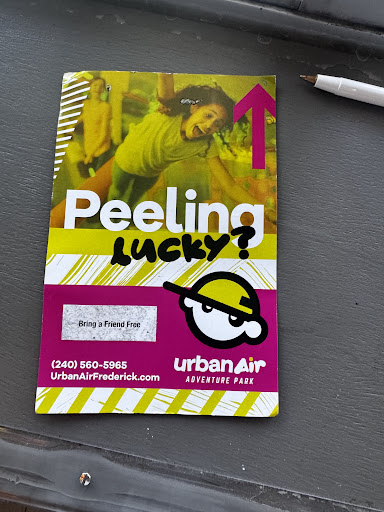 Peeling
LUCKY?
Bring a Friend Free
(240) 560-5965
UrbanAirFrederick.com
urbanAir
ADVENTURE PARK